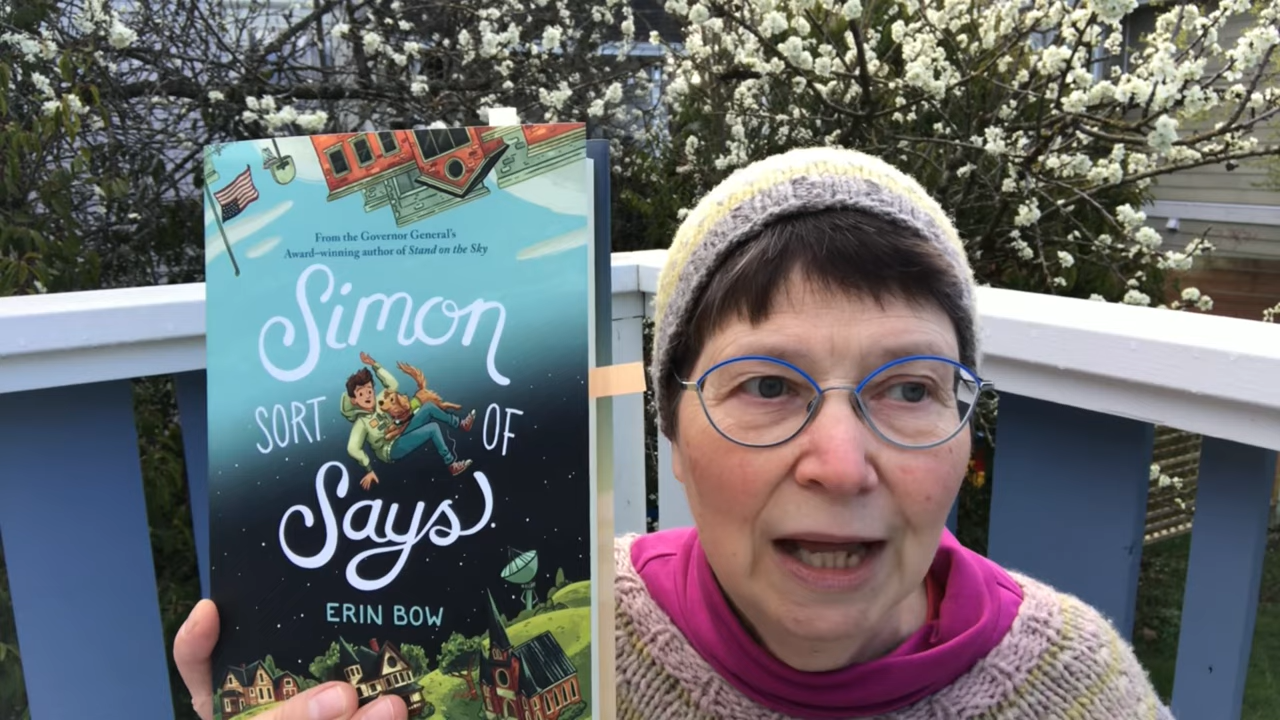 From the Governor General's
Award–winning author of Stand on the Sky
Simon
SORT OF
Says
ERIN BOW